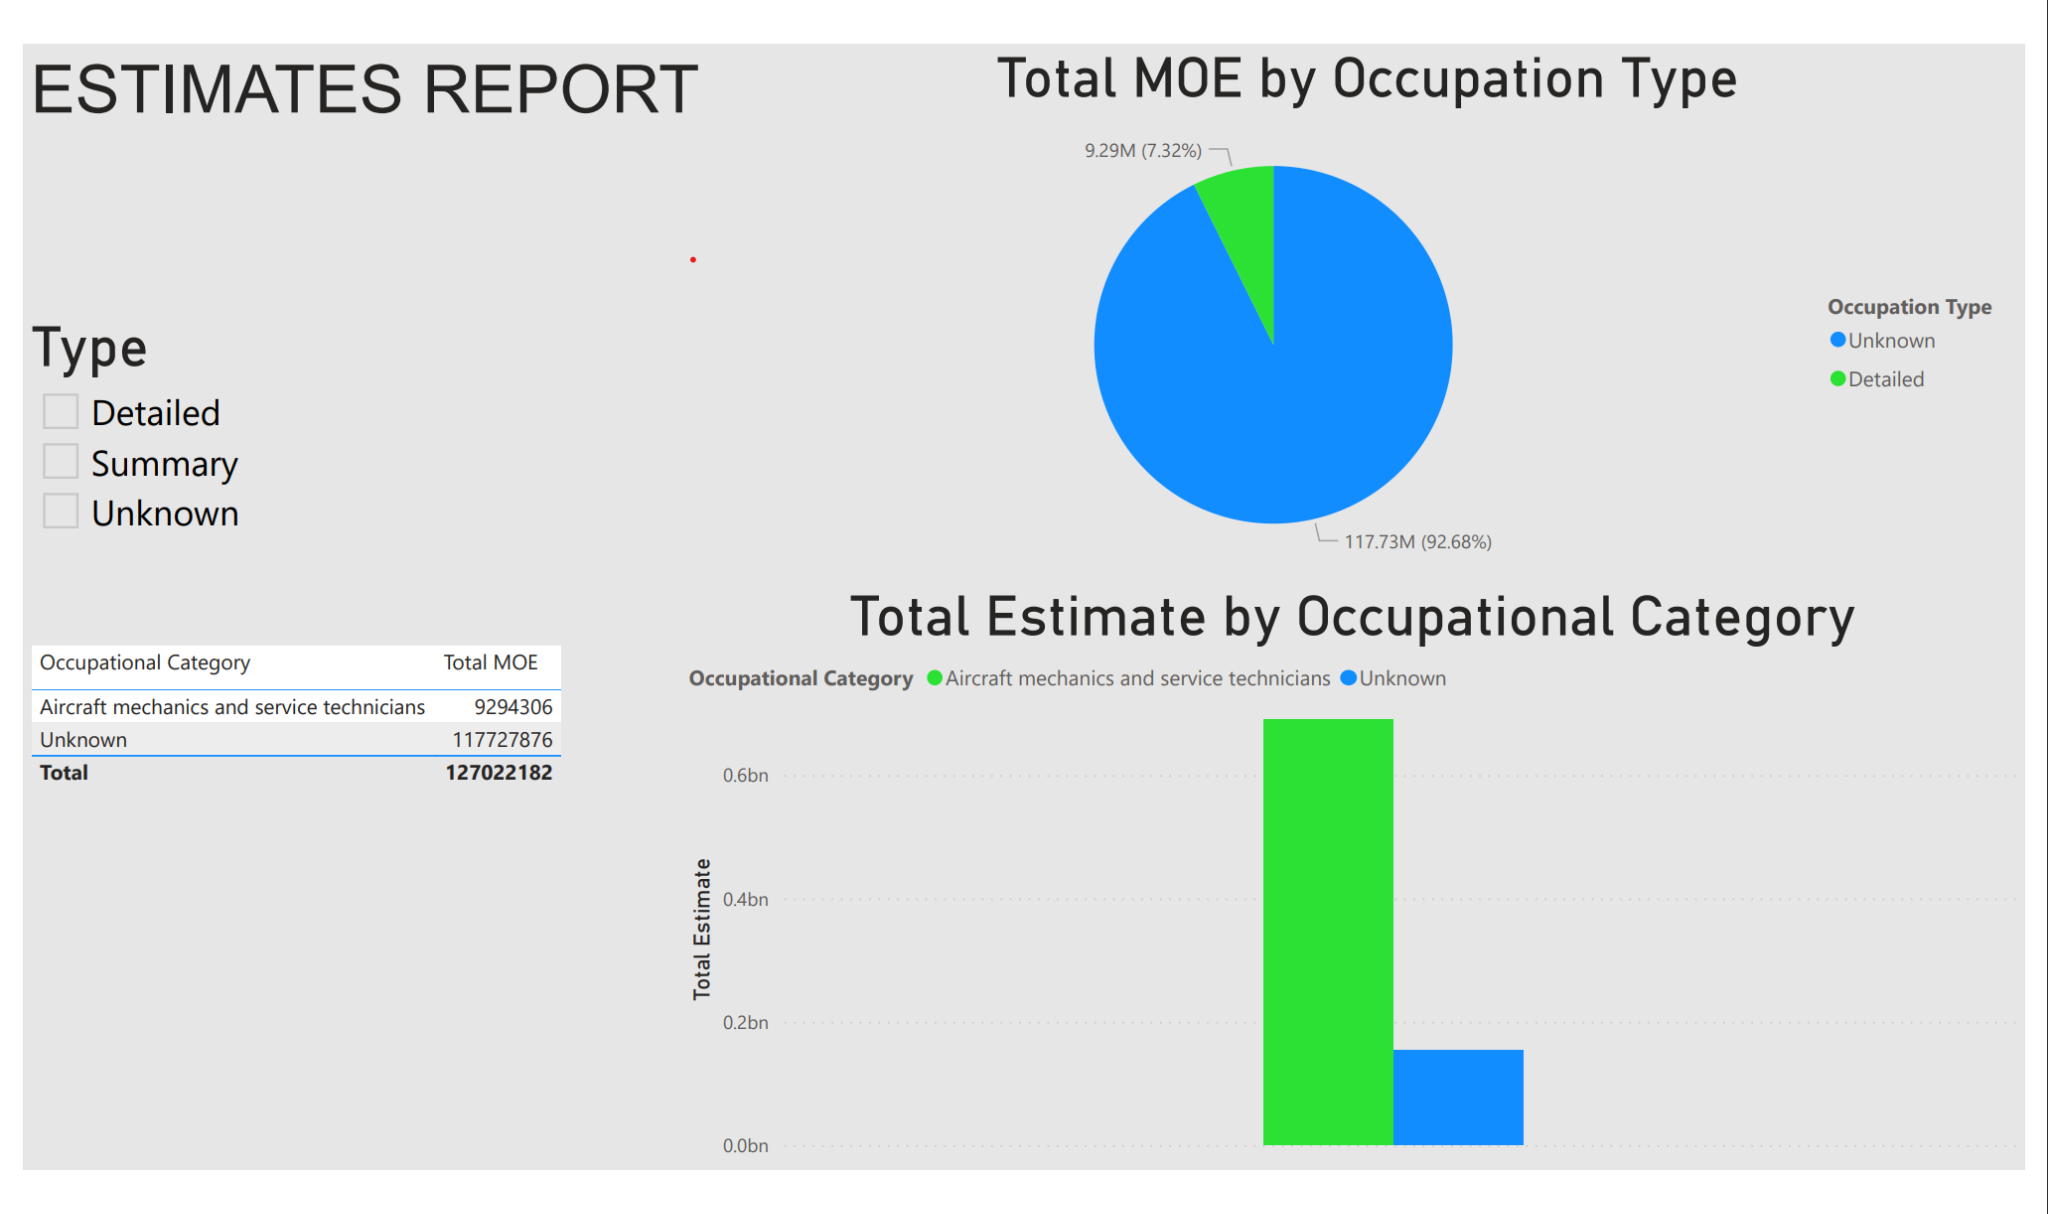 ESTIMATES REPORT
Type
Detailed
Summary
Unknown
Occupational Category Total MOE
Aircraft mechanics and service technicians 9294306
Unknown 117727876
Total 127022182
Total MOE by Occupation Type
9.29M (7.32%)
117.73M (92.68%)
Occupation Type
Unknown
Detailed
Total Estimate by Occupational Category
Occupational Category Aircraft mechanics and service technicians Unknown
Total Estimate
0.6bn
0.4bn
0.2bn
0.0bn